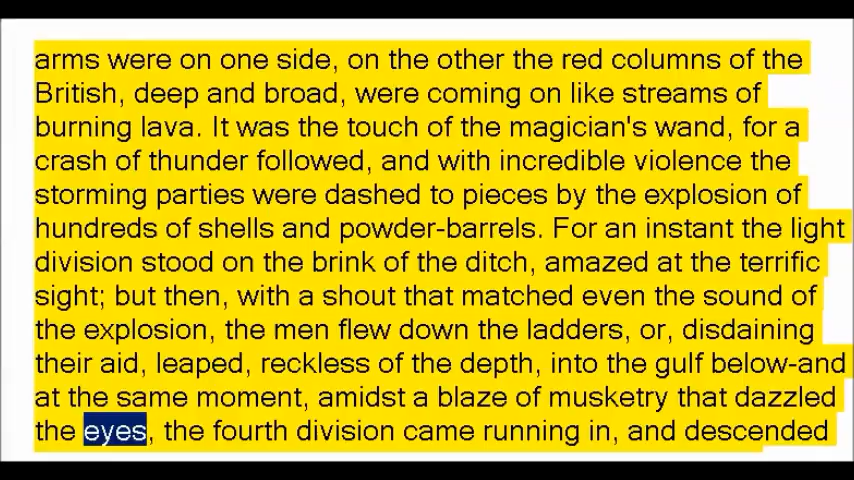 arms were on one side, on the other the red columns of the
British, deep and broad, were coming on like streams of
burning lava. It was the touch of the magician's wand, for a
crash of thunder followed, and with incredible violence the
storming parties were dashed to pieces by the explosion of
hundreds of shells and powder-barrels. For an instant the light
division stood on the brink of the ditch, amazed at the terrific
sight; but then, with a shout that matched even the sound of
the explosion, the men flew down the ladders, or, disdaining
their aid, leaped, reckless of the depth, into the gulf below-and
at the same moment, amidst a blaze of musketry that dazzled
the eyes, the fourth division came running in, and descended